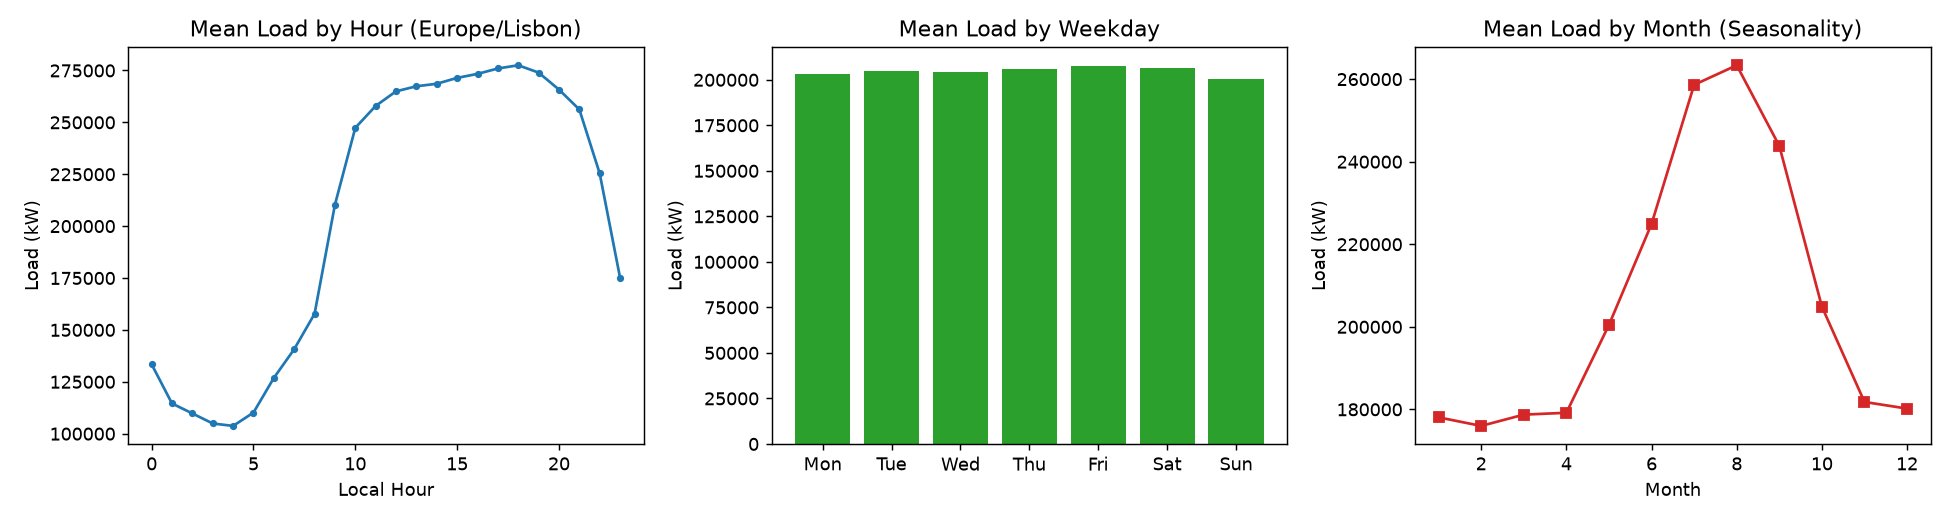 Mean Load by Hour (Europe/Lisbon)
Load (kW)
275000
250000
225000
200000
175000
150000
125000
100000
0 5 10 15 20
Local Hour
Mean Load by Weekday
Load (kW)
200000
175000
150000
125000
100000
75000
50000
25000
0
Mon Tue Wed Thu Fri Sat Sun
Mean Load by Month (Seasonality)
Load (kW)
260000
240000
220000
200000
180000
2 4 6 8 10 12
Month